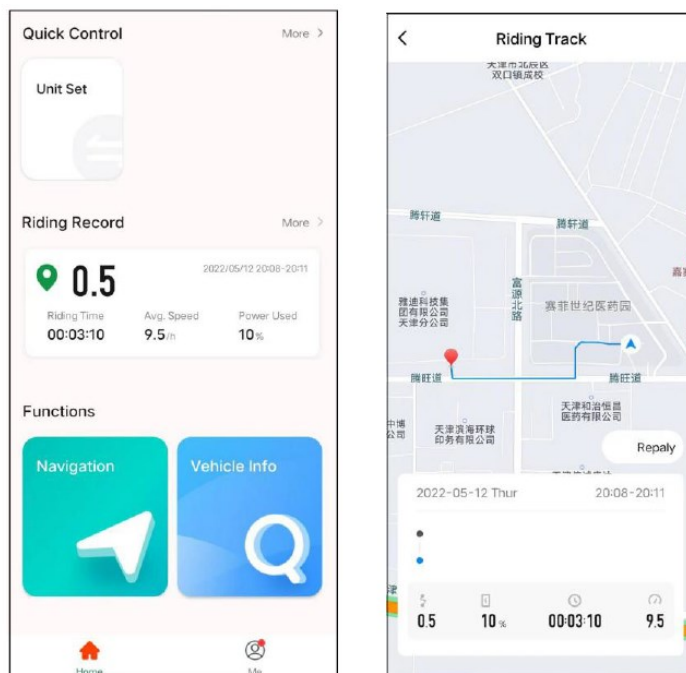 Quick Control
More >
Unit Set
Riding Record
More >
0.5
2022/05/12 20:08-20:11
Riding Time
Avg. Speed
Power Used
00:03:10
9.5/h
10%
Functions
Navigation
Vehicle Info
Home
Me
Riding Track
天津市北辰区
双口镇成校
腾轩道
腾轩道
富源北路
雅迪科技集
团有限公司
天津分公司
赛菲世纪医药园
腾旺道
腾旺道
天津和治恒昌
医药有限公司
中博
公司
天津滨海环球
印务有限公司
Repaly
2022-05-12 Thur
20:08-20:11
津
0.5
10%
00:03:10
9.5